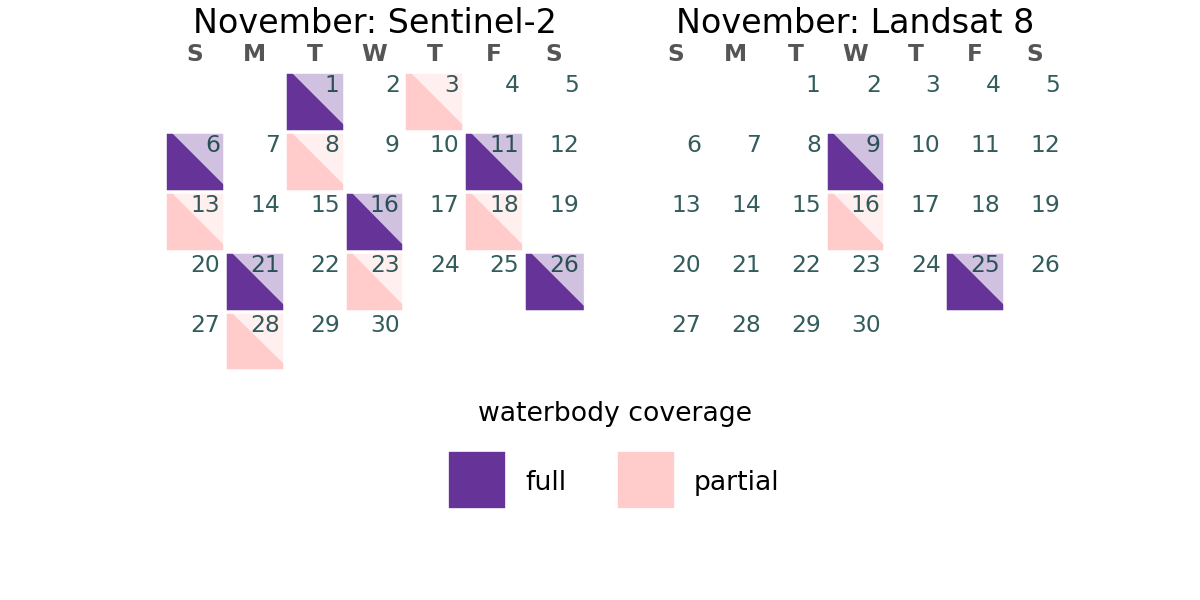 November: Sentinel-2
S M T W T F S
1 2 3 4 5
6 7 8 9 10 11 12
13 14 15 16 17 18 19
20 21 22 23 24 25 26
27 28 29 30
November: Landsat 8
S M T W T F S
1 2 3 4 5
6 7 8 9 10 11 12
13 14 15 16 17 18 19
20 21 22 23 24 25 26
27 28 29 30
waterbody coverage
full partial